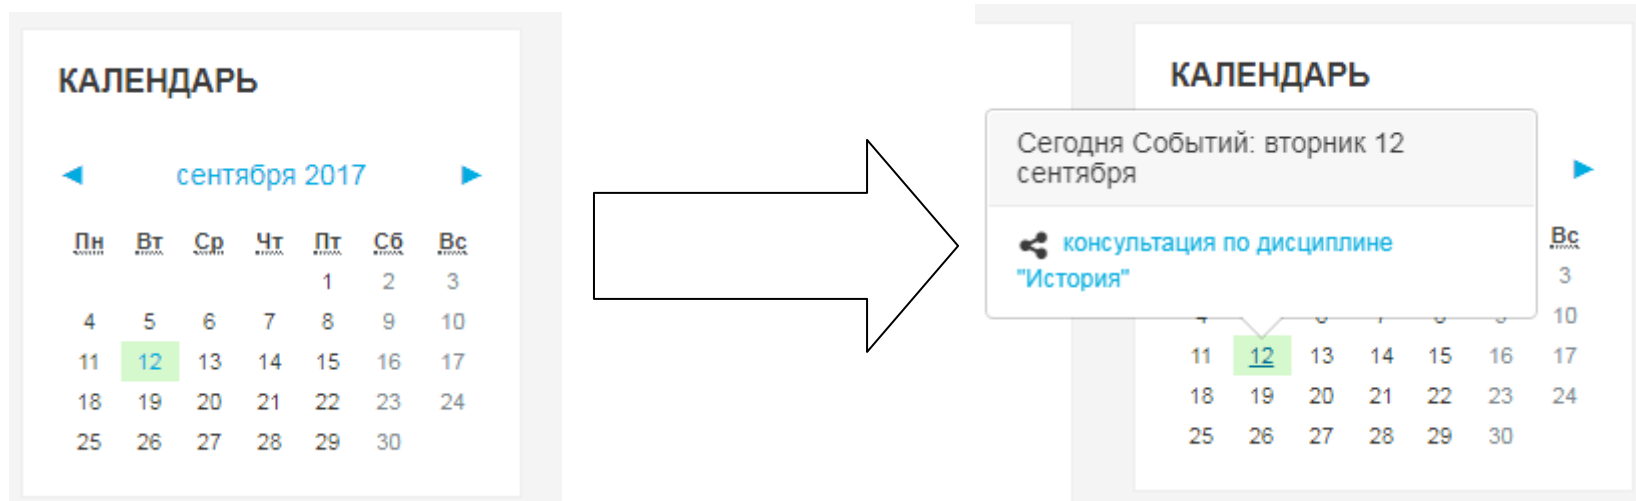 КАЛЕНДАРЬ
◄ сентября 2017 ►
Пн Вт Ср Чт Пт Сб Вс
1 2 3
4 5 6 7 8 9 10
11 12 13 14 15 16 17
18 19 20 21 22 23 24
25 26 27 28 29 30
КАЛЕНДАРЬ
Сегодня Событий: вторник 12
сентября
►
консультация по дисциплине
"История"
Вс
3
10
11 12 13 14 15 16 17
18 19 20 21 22 23 24
25 26 27 28 29 30